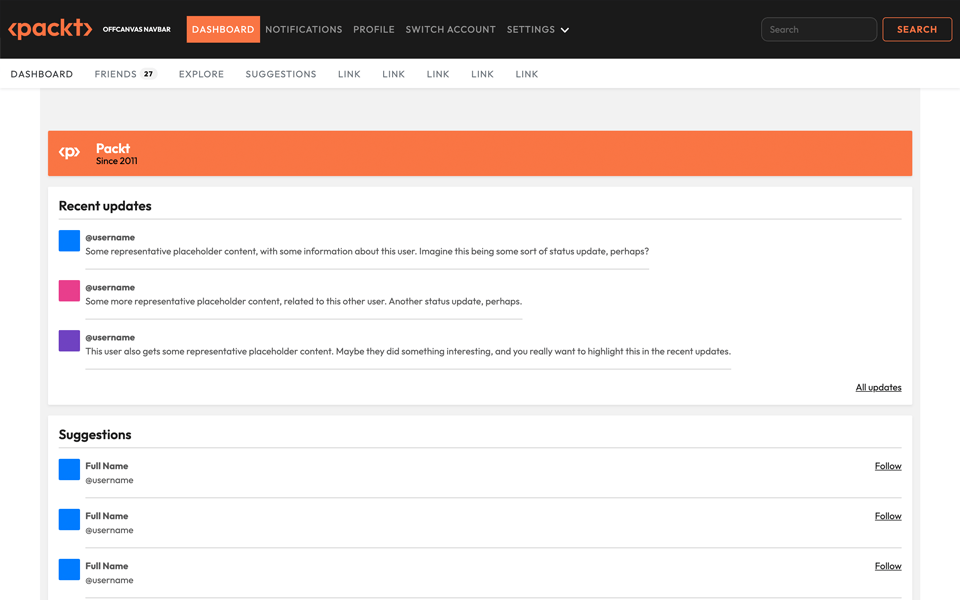 <packt> OFFCANVAS NAVBAR DASHBOARD NOTIFICATIONS PROFILE SWITCH ACCOUNT SETTINGS Search SEARCH
DASHBOARD FRIENDS 27 EXPLORE SUGGESTIONS LINK LINK LINK LINK LINK
<p> Packt
Since 2011
Recent updates
@username
Some representative placeholder content, with some information about this user. Imagine this being some sort of status update, perhaps?
@username
Some more representative placeholder content, related to this other user. Another status update, perhaps.
@username
This user also gets some representative placeholder content. Maybe they did something interesting, and you really want to highlight this in the recent updates.
All updates
Suggestions
Full Name Follow
@username
Full Name Follow
@username
Full Name Follow
@username